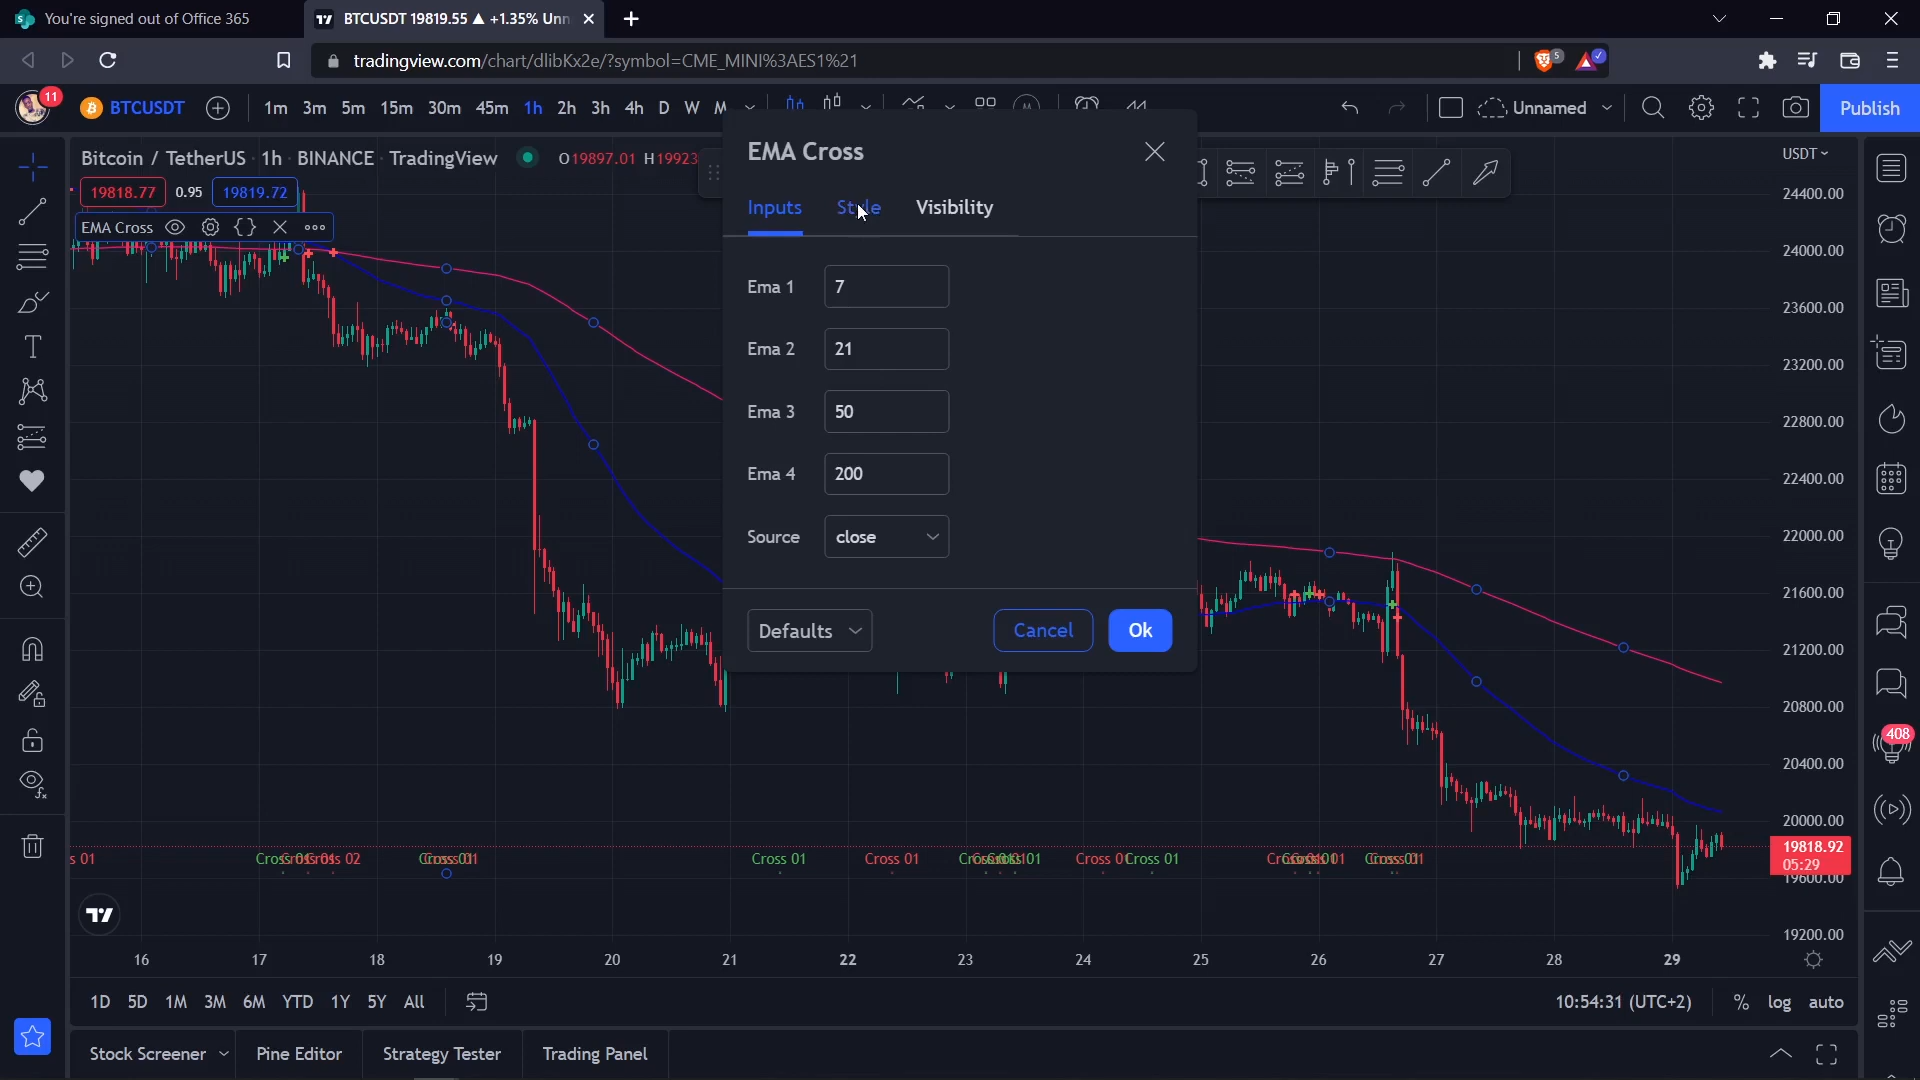 You're signed out of Office 365
BTCUSDT 19819.55 ▲ +1.35% Unn
tradingview.com/chart/dlibKx2e/?symbol=CME_MINI%3AES1%21
5
11
BTCUSDT
1m 3m 5m 15m 30m 45m 1h 2h 3h 4h D W M
Unnamed
Publish
Bitcoin / TetherUS · 1h · BINANCE · TradingView
O19897.01 H19923
19818.77 0.95 19819.72
EMA Cross
EMA Cross
Inputs Style Visibility
Ema 1 7
Ema 2 21
Ema 3 50
Ema 4 200
Source close
Defaults
Cancel
Ok
USDT
24400.00
24000.00
23600.00
23200.00
22800.00
22400.00
22000.00
21600.00
21200.00
20800.00
20400.00
20000.00
19818.92
05:29
19600.00
19200.00
408
s 01
Cross 02
Cross 01
Cross 01
Cross 01
Cross 01
16 17 18 19 20 21 22 23 24 25 26 27 28 29
1D 5D 1M 3M 6M YTD 1Y 5Y All
10:54:31 (UTC+2)
% log auto
Stock Screener
Pine Editor
Strategy Tester
Trading Panel